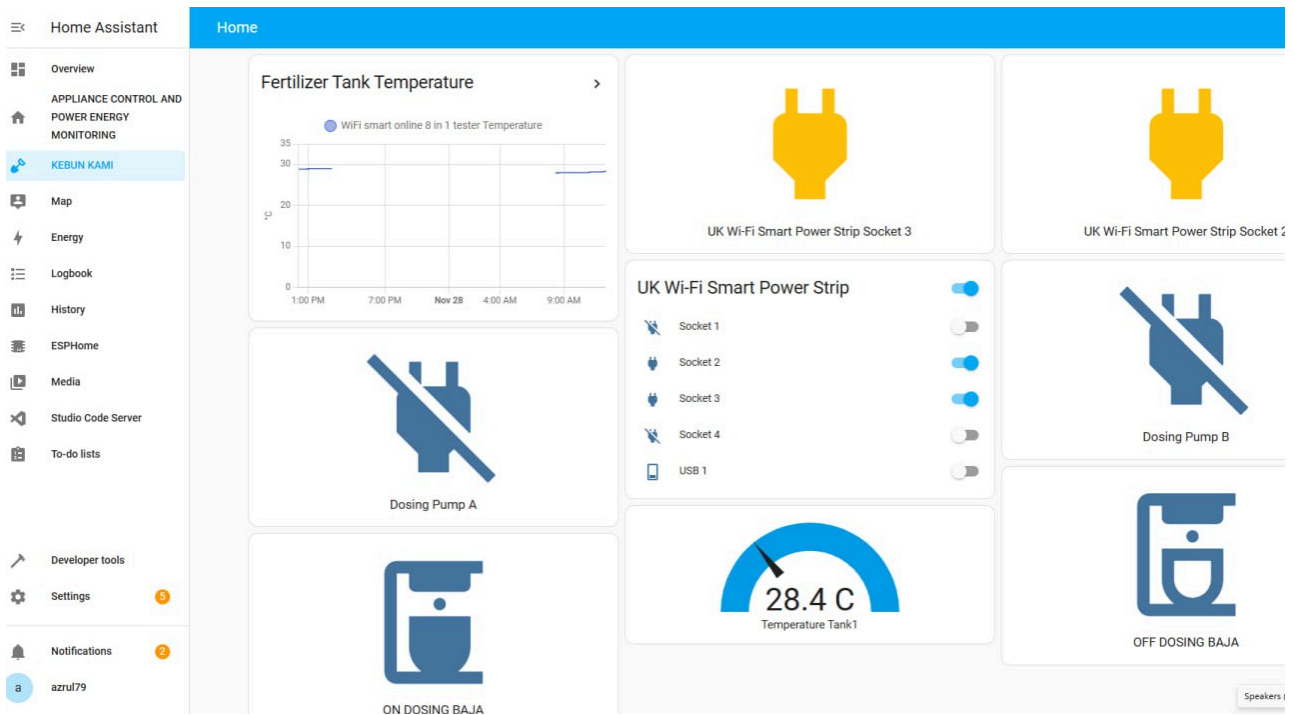 Home Assistant
Overview
APPLIANCE CONTROL AND
POWER ENERGY
MONITORING
KEBUN KAMI
Map
Energy
Logbook
History
ESPHome
Media
Studio Code Server
To-do lists
Developer tools
Settings
5
Notifications
2
a
azrul79
Home
Fertilizer Tank Temperature
WiFi smart online 8 in 1 tester Temperature
35
30
20
10
0
°C
1:00 PM
7:00 PM
Nov 28
4:00 AM
9:00 AM
Dosing Pump A
ON DOSING BAJA
UK Wi-Fi Smart Power Strip Socket 3
UK Wi-Fi Smart Power Strip
Socket 1
Socket 2
Socket 3
Socket 4
USB 1
28.4 C
Temperature Tank1
UK Wi-Fi Smart Power Strip Socket 2
Dosing Pump B
OFF DOSING BAJA
Speakers